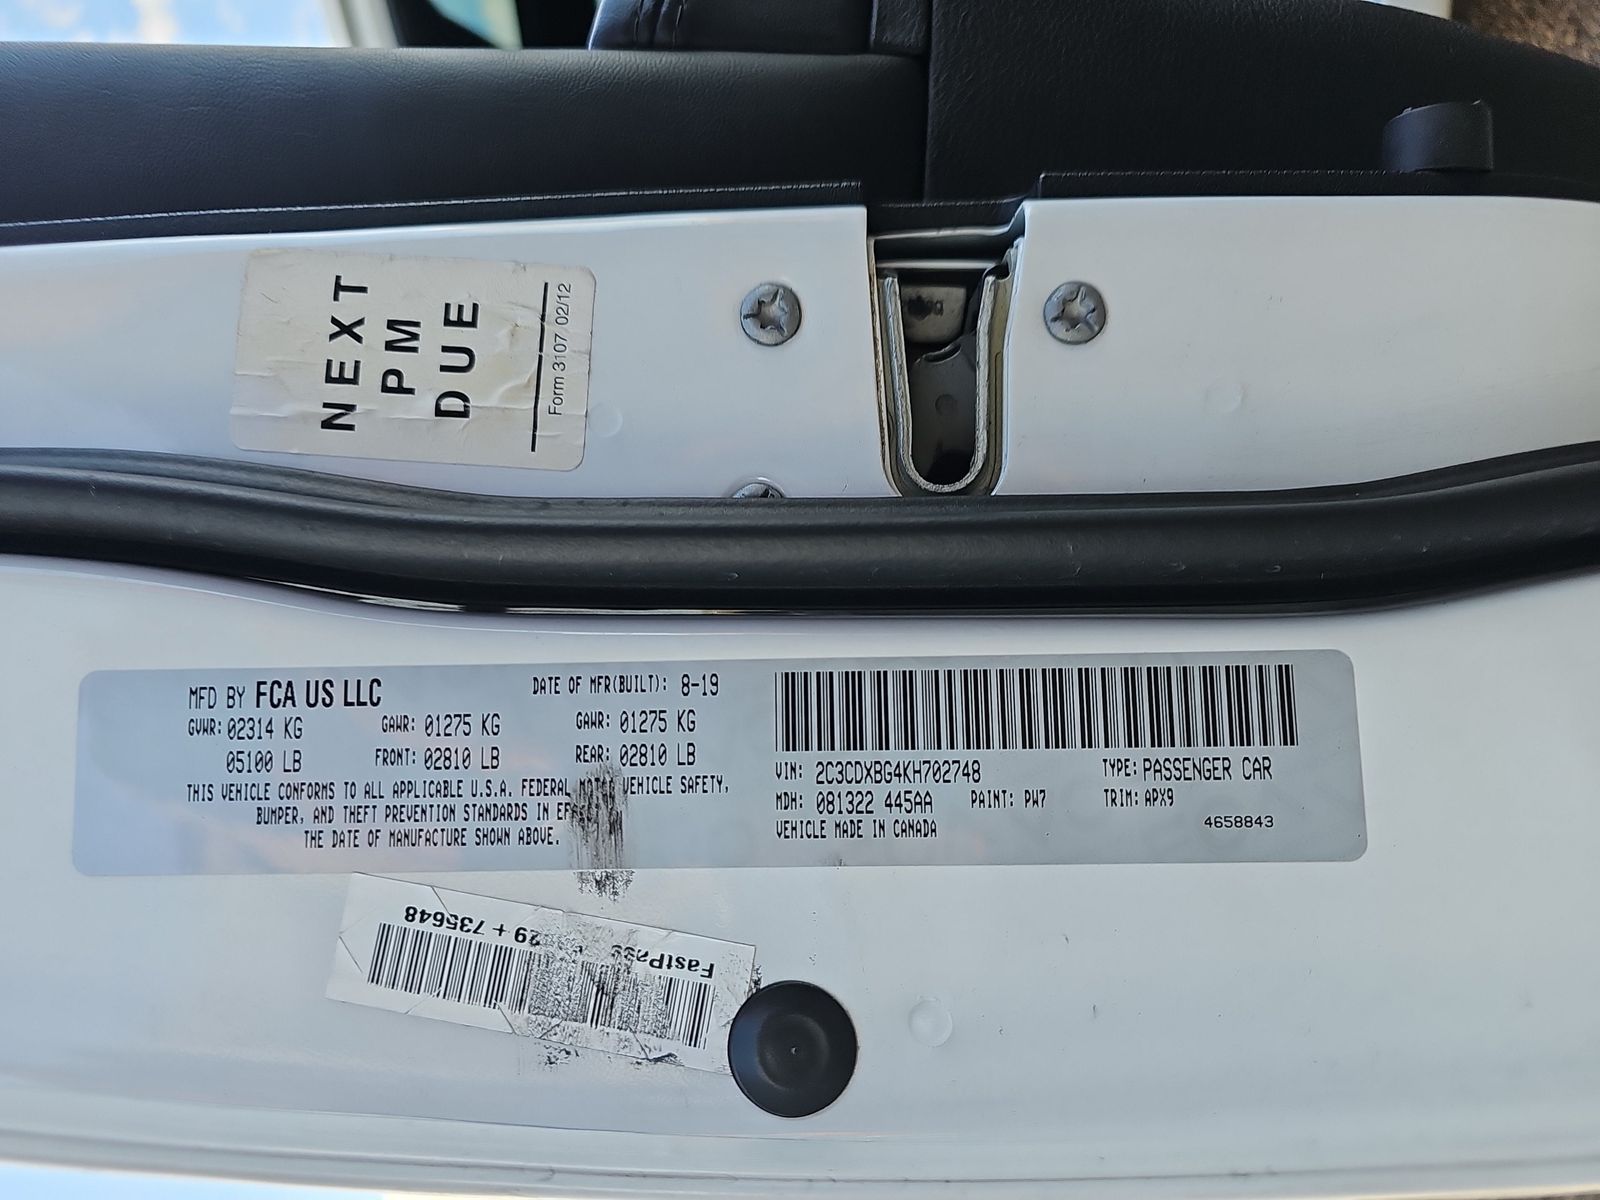 NEXT
PM
DUE
Form 3107 02/12
MFD BY FCA US LLC
DATE OF MFR(BUILT): 8-19
GVWR: 02314 KG GAWR: 01275 KG GAWR: 01275 KG
05100 LB FRONT: 02810 LB REAR: 02810 LB
THIS VEHICLE CONFORMS TO ALL APPLICABLE U.S.A. FEDERAL MOTOR VEHICLE SAFETY,
BUMPER, AND THEFT PREVENTION STANDARDS IN
THE DATE OF MANUFACTURE SHOWN ABOVE.
VIN: 2C3CDXBG4KH702748 TYPE: PASSENGER CAR
MDH: 081322 445AA PAINT: PW7 TRIM: APX9
VEHICLE MADE IN CANADA
4658843
FastPass 29+735648